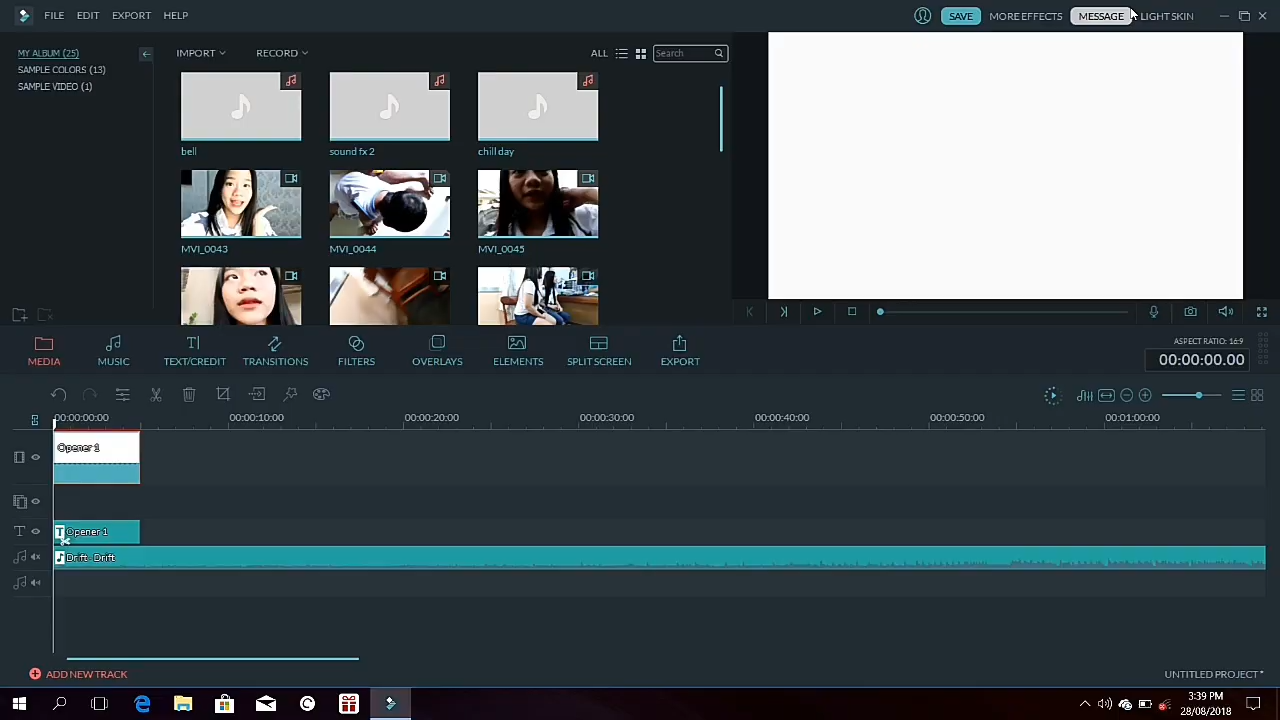 FILE EDIT EXPORT HELP SAVE MORE EFFECTS MESSAGE LIGHT SKIN
MY ALBUM (25)
SAMPLE COLORS (13)
SAMPLE VIDEO (1)
IMPORT RECORD ALL Search
bell sound fx 2 chill day
MVI_0043 MVI_0044 MVI_0045
MEDIA MUSIC TEXT/CREDIT TRANSITIONS FILTERS OVERLAYS ELEMENTS SPLIT SCREEN EXPORT
ASPECT RATIO: 16:9
00:00:00.00
00:00:00:00 00:00:10:00 00:00:20:00 00:00:30:00 00:00:40:00 00:00:50:00 00:01:00:00
Opener 1
T Opener 1
Drift - Drift
ADD NEW TRACK
UNTITLED PROJECT*
3:39 PM
28/08/2018